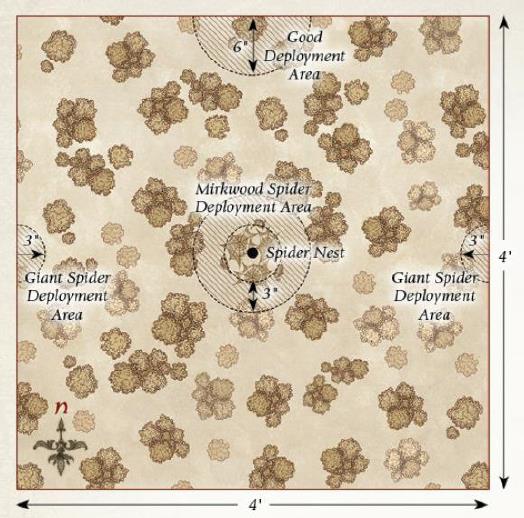 6"
Good
Deployment
Area
Mirkwood Spider
Deployment Area
3"
Spider Nest
3"
4'
Giant Spider
Deployment
Area
3"
Giant Spider
Deployment
Area
n
4'